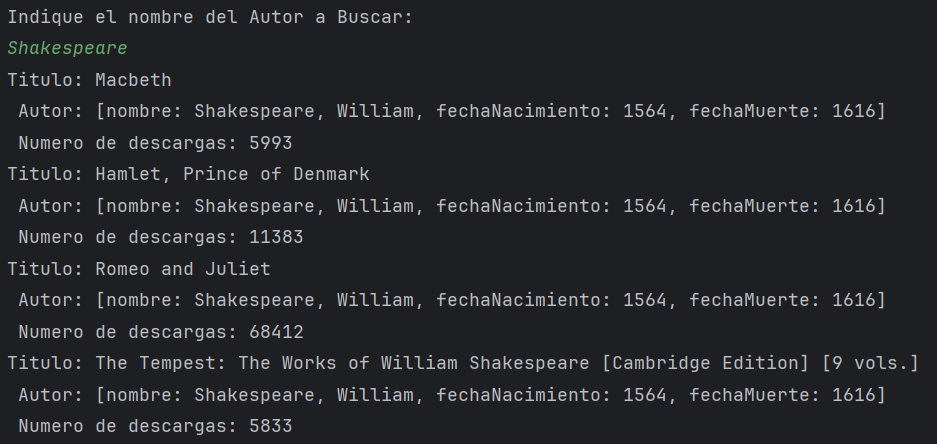 Indique el nombre del Autor a Buscar:
Shakespeare
Titulo: Macbeth
Autor: [nombre: Shakespeare, William, fechaNacimiento: 1564, fechaMuerte: 1616]
Numero de descargas: 5993
Titulo: Hamlet, Prince of Denmark
Autor: [nombre: Shakespeare, William, fechaNacimiento: 1564, fechaMuerte: 1616]
Numero de descargas: 11383
Titulo: Romeo and Juliet
Autor: [nombre: Shakespeare, William, fechaNacimiento: 1564, fechaMuerte: 1616]
Numero de descargas: 68412
Titulo: The Tempest: The Works of William Shakespeare [Cambridge Edition] [9 vols.]
Autor: [nombre: Shakespeare, William, fechaNacimiento: 1564, fechaMuerte: 1616]
Numero de descargas: 5833